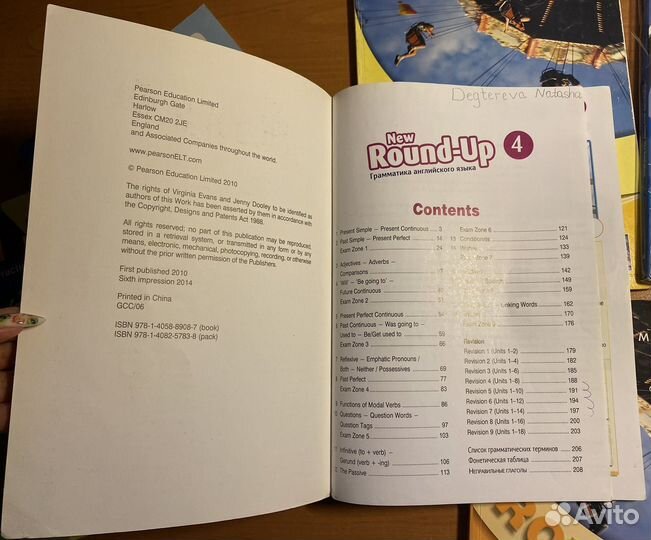 Pearson Education Limited
Edinburgh Gate
Harlow
Essex CM20 2JE
England
and Associated Companies throughout the world.
www.pearsonELT.com
© Pearson Education Limited 2010
The rights of Virginia Evans and Jenny Dooley to be identified as
authors of this Work have been asserted by them in accordance with
the Copyright, Designs and Patents Act 1988.
All rights reserved; no part of this publication may be reproduced,
stored in a retrieval system, or transmitted in any form or by any
means, electronic, mechanical, photocopying, recording, or otherwise
without the prior written permission of the Publishers.
First published 2010
Sixth impression 2014
Printed in China
GCC/06
ISBN 978-1-4058-8908-7 (book)
ISBN 978-1-4082-5783-8 (pack)
Degtereva Natasha
New
Round-Up 4
Грамматика английского языка
Contents
Present Simple – Present Continuous 3
Past Simple – Present Perfect 14
Exam Zone 1 24
3 Adjectives – Adverbs –
Comparisons 27
4 'Will' – 'Be going to' –
Future Continuous 40
Exam Zone 2 51
5 Present Perfect Continuous 54
6 Past Continuous – Was going to –
Used to – Be/Get used to 59
Exam Zone 3 66
7 Reflexive – Emphatic Pronouns /
Both – Neither / Possessives 69
8 Past Perfect 77
Exam Zone 4 83
9 Functions of Modal Verbs 86
10 Questions – Question Words –
Question Tags 97
Exam Zone 5 103
11 Infinitive (to + verb) –
Gerund (verb + -ing) 106
12 The Passive 113
Exam Zone 6 121
13 Conditionals 124
133
7 139
142
149
159
Linking Words 162
170
176
Revision
Revision 1 (Units 1–2) 179
Revision 2 (Units 1–4) 182
Revision 3 (Units 1–6) 185
Revision 4 (Units 1–8) 188
Revision 5 (Units 1–10) 191
Revision 6 (Units 1–12) 194
Revision 7 (Units 1–14) 197
Revision 8 (Units 1–16) 200
Revision 9 (Units 1–18) 203
Список грамматических терминов 206
Фонетическая таблица 207
Неправильные глаголы 208
Avito